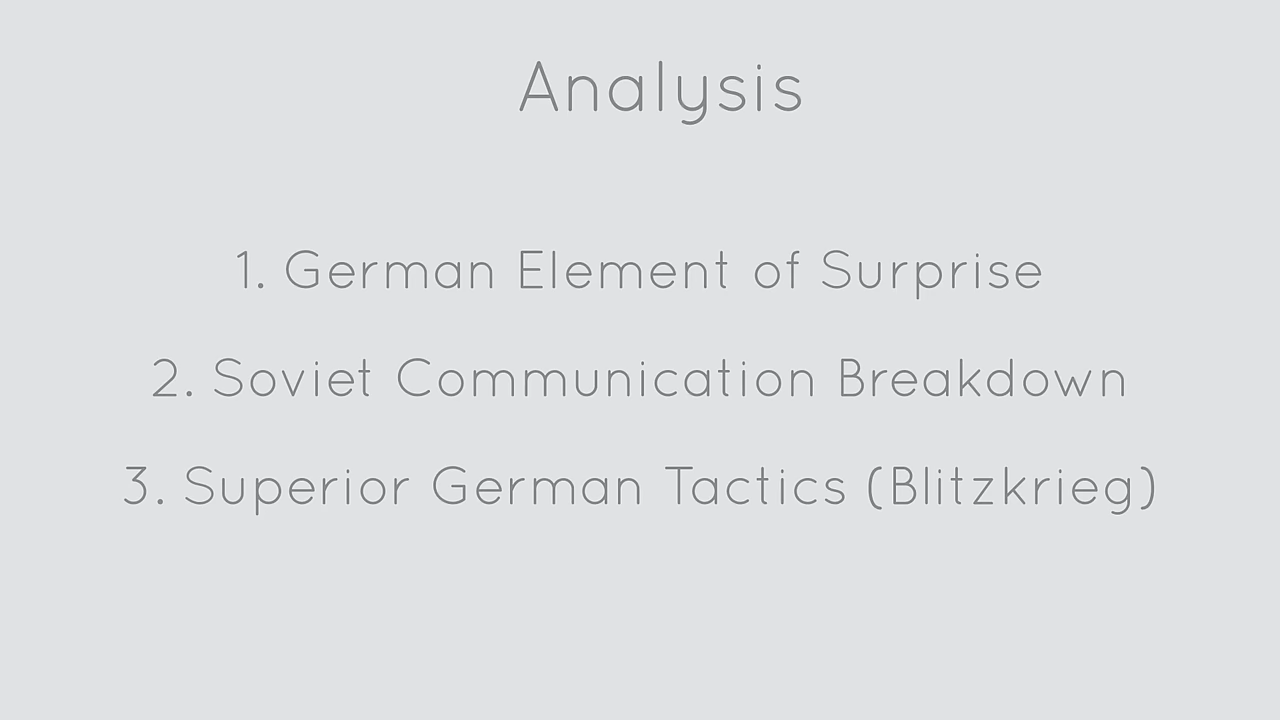 Analysis
1. German Element of Surprise
2. Soviet Communication Breakdown
3. Superior German Tactics (Blitzkrieg)